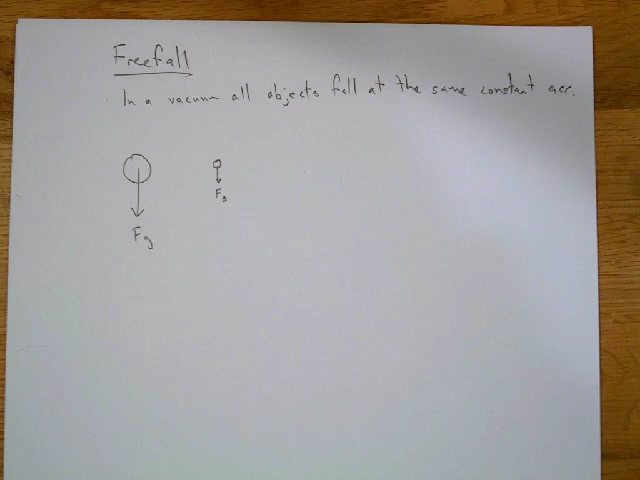 Freefall
In a vacuum all objects fall at the same constant acc.
Fg
Fg